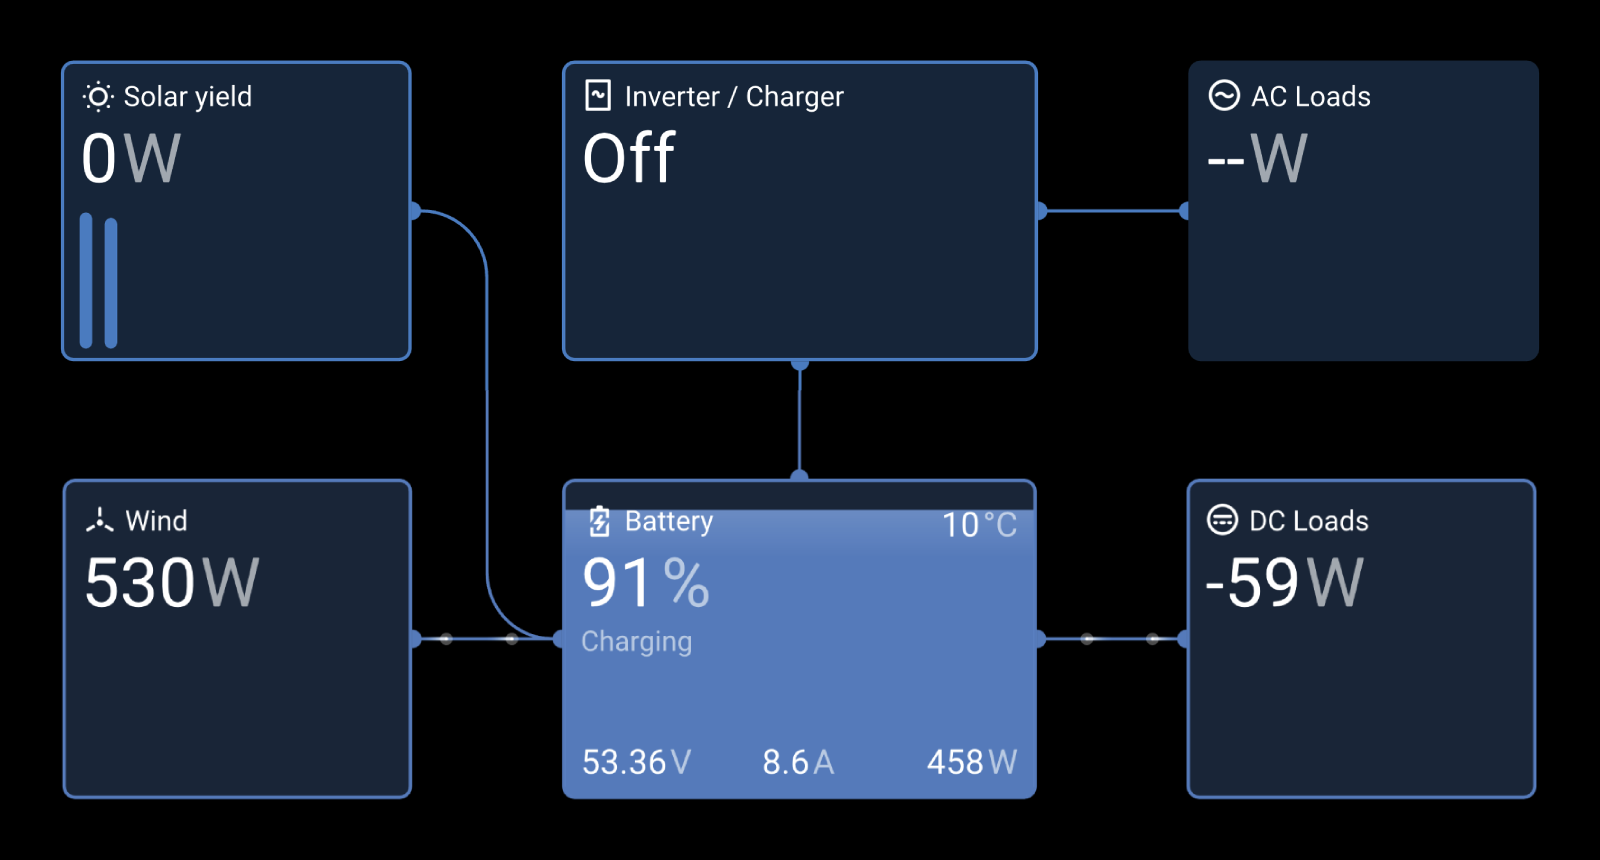 Solar yield
0W
Inverter / Charger
Off
AC Loads
--W
Wind
530W
Battery
10°C
91%
Charging
53.36V
8.6A
458W
DC Loads
-59W